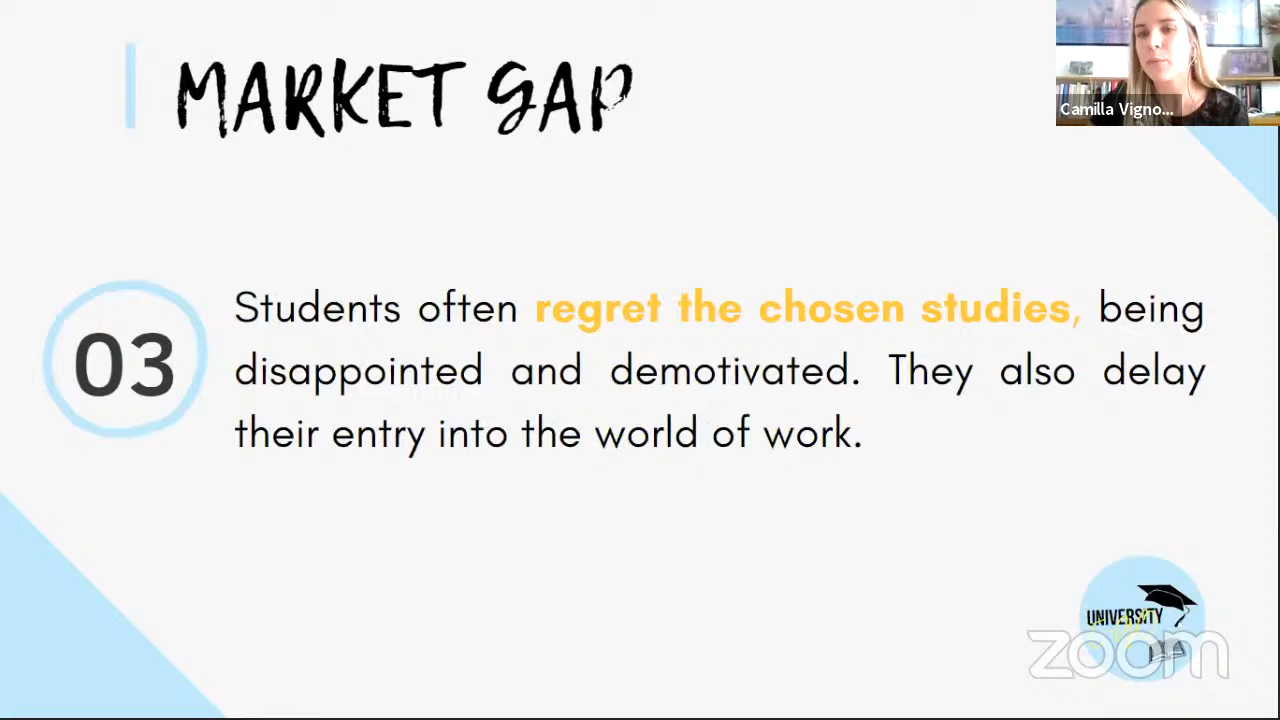 MARKET GAP
Camilla Vigno...
03
Students often regret the chosen studies, being
disappointed and demotivated. They also delay
their entry into the world of work.
UNIVERSITY
zoom